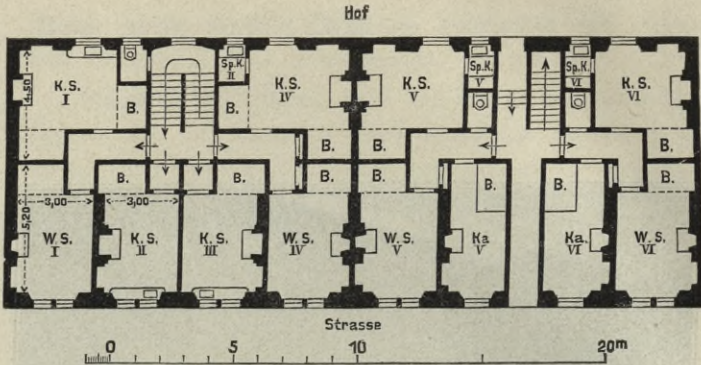 Hof
Sp.K. II
Sp.K. V
Sp.K. VI
K. S. I
K. S. IV
K. S. V
K. S. VI
4,50
B.
B.
B.
B.
B.
B.
B.
B.
B.
B.
B.
B.
B.
3,00
3,00
5,20
W. S. I
K. S. II
K. S. III
W. S. IV
W. S. V
Ka V
Ka. VI
W. S. VI
Strasse
0 5 10 20m